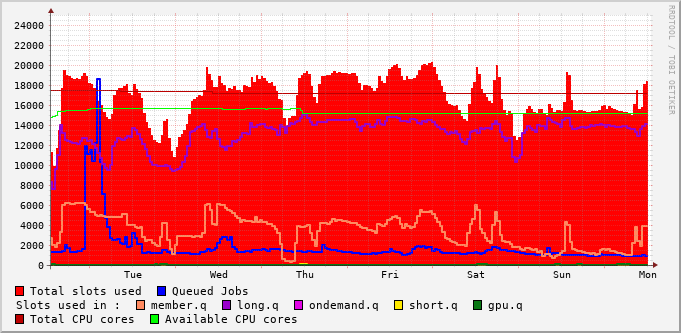 RRDTOOL / TOBI OETIKER
24000
22000
20000
18000
16000
14000
12000
10000
8000
6000
4000
2000
0
Tue Wed Thu Fri Sat Sun Mon
Total slots used Queued Jobs
Slots used in : member.q long.q ondemand.q short.q gpu.q
Total CPU cores Available CPU cores